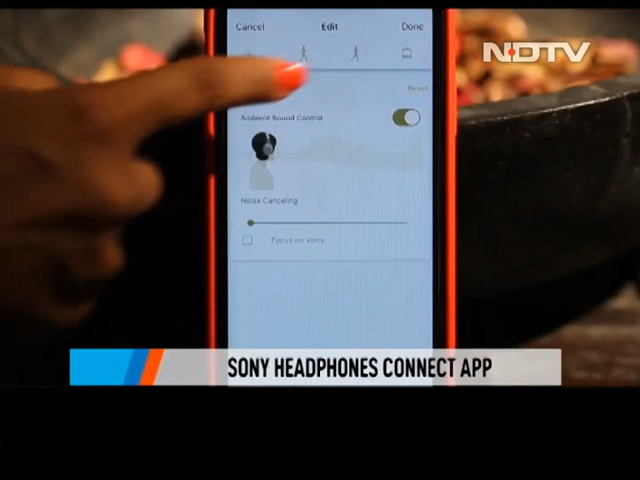 Cancel Edit Done
NDTV
Reset
Ambient Sound Control
Noise Canceling
Focus on Voice
SONY HEADPHONES CONNECT APP